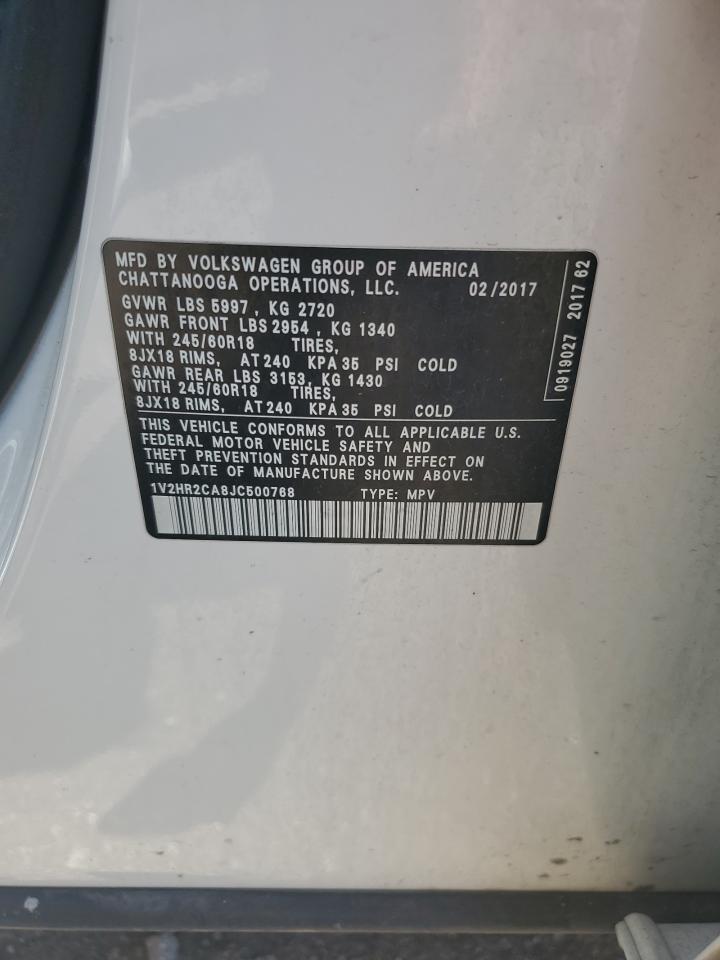 MFD BY VOLKSWAGEN GROUP OF AMERICA
CHATTANOOGA OPERATIONS, LLC. 02/2017
GVWR LBS 5997 , KG 2720
GAWR FRONT LBS 2954 , KG 1340
WITH 245/60R18 TIRES,
8JX18 RIMS, AT 240 KPA 35 PSI COLD
GAWR REAR LBS 3153, KG 1430
WITH 245/60R18 TIRES,
8JX18 RIMS, AT 240 KPA 35 PSI COLD
THIS VEHICLE CONFORMS TO ALL APPLICABLE U.S.
FEDERAL MOTOR VEHICLE SAFETY AND
THEFT PREVENTION STANDARDS IN EFFECT ON
THE DATE OF MANUFACTURE SHOWN ABOVE.
1V2HR2CA8JC500768 TYPE: MPV
0919027 2017 62